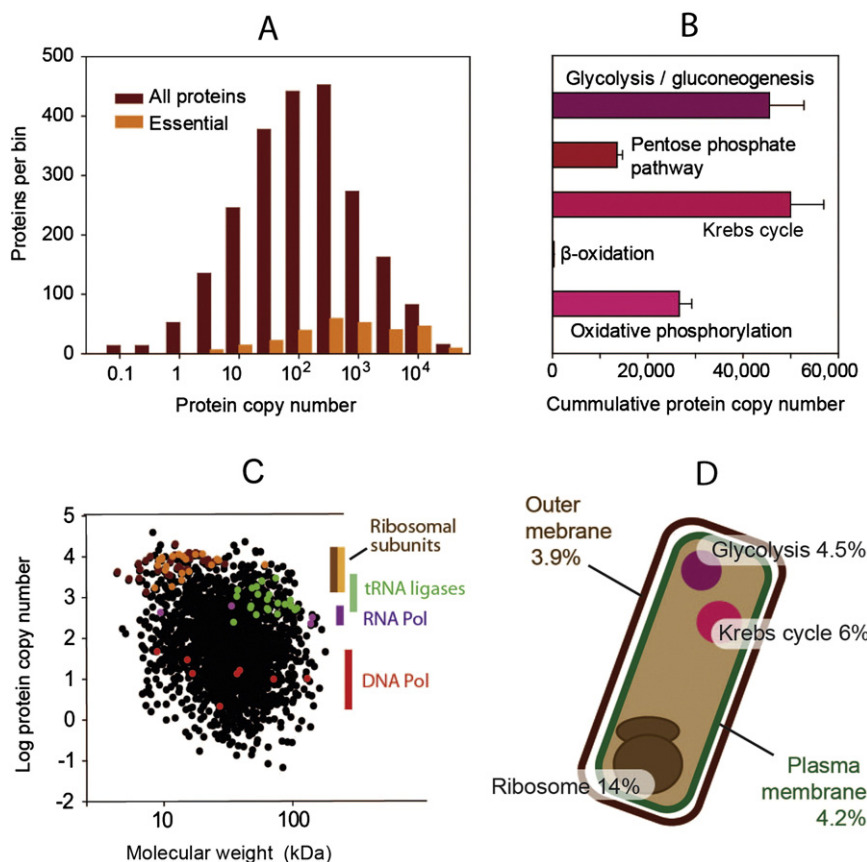 A
500
400
300
200
100
0
Proteins per bin
All proteins
Essential
0.1 1 10 10² 10³ 10⁴
Protein copy number
B
Glycolysis / gluconeogenesis
Pentose phosphate
pathway
Krebs cycle
β-oxidation
Oxidative phosphorylation
0 20,000 40,000 60,000
Cummulative protein copy number
C
5
4
3
2
1
0
-1
-2
Log protein copy number
Ribosomal
subunits
tRNA ligases
RNA Pol
DNA Pol
10 100
Molecular weight (kDa)
D
Outer
mebrane
3.9%
Glycolysis 4.5%
Krebs cycle 6%
Ribosome 14%
Plasma
membrane
4.2%